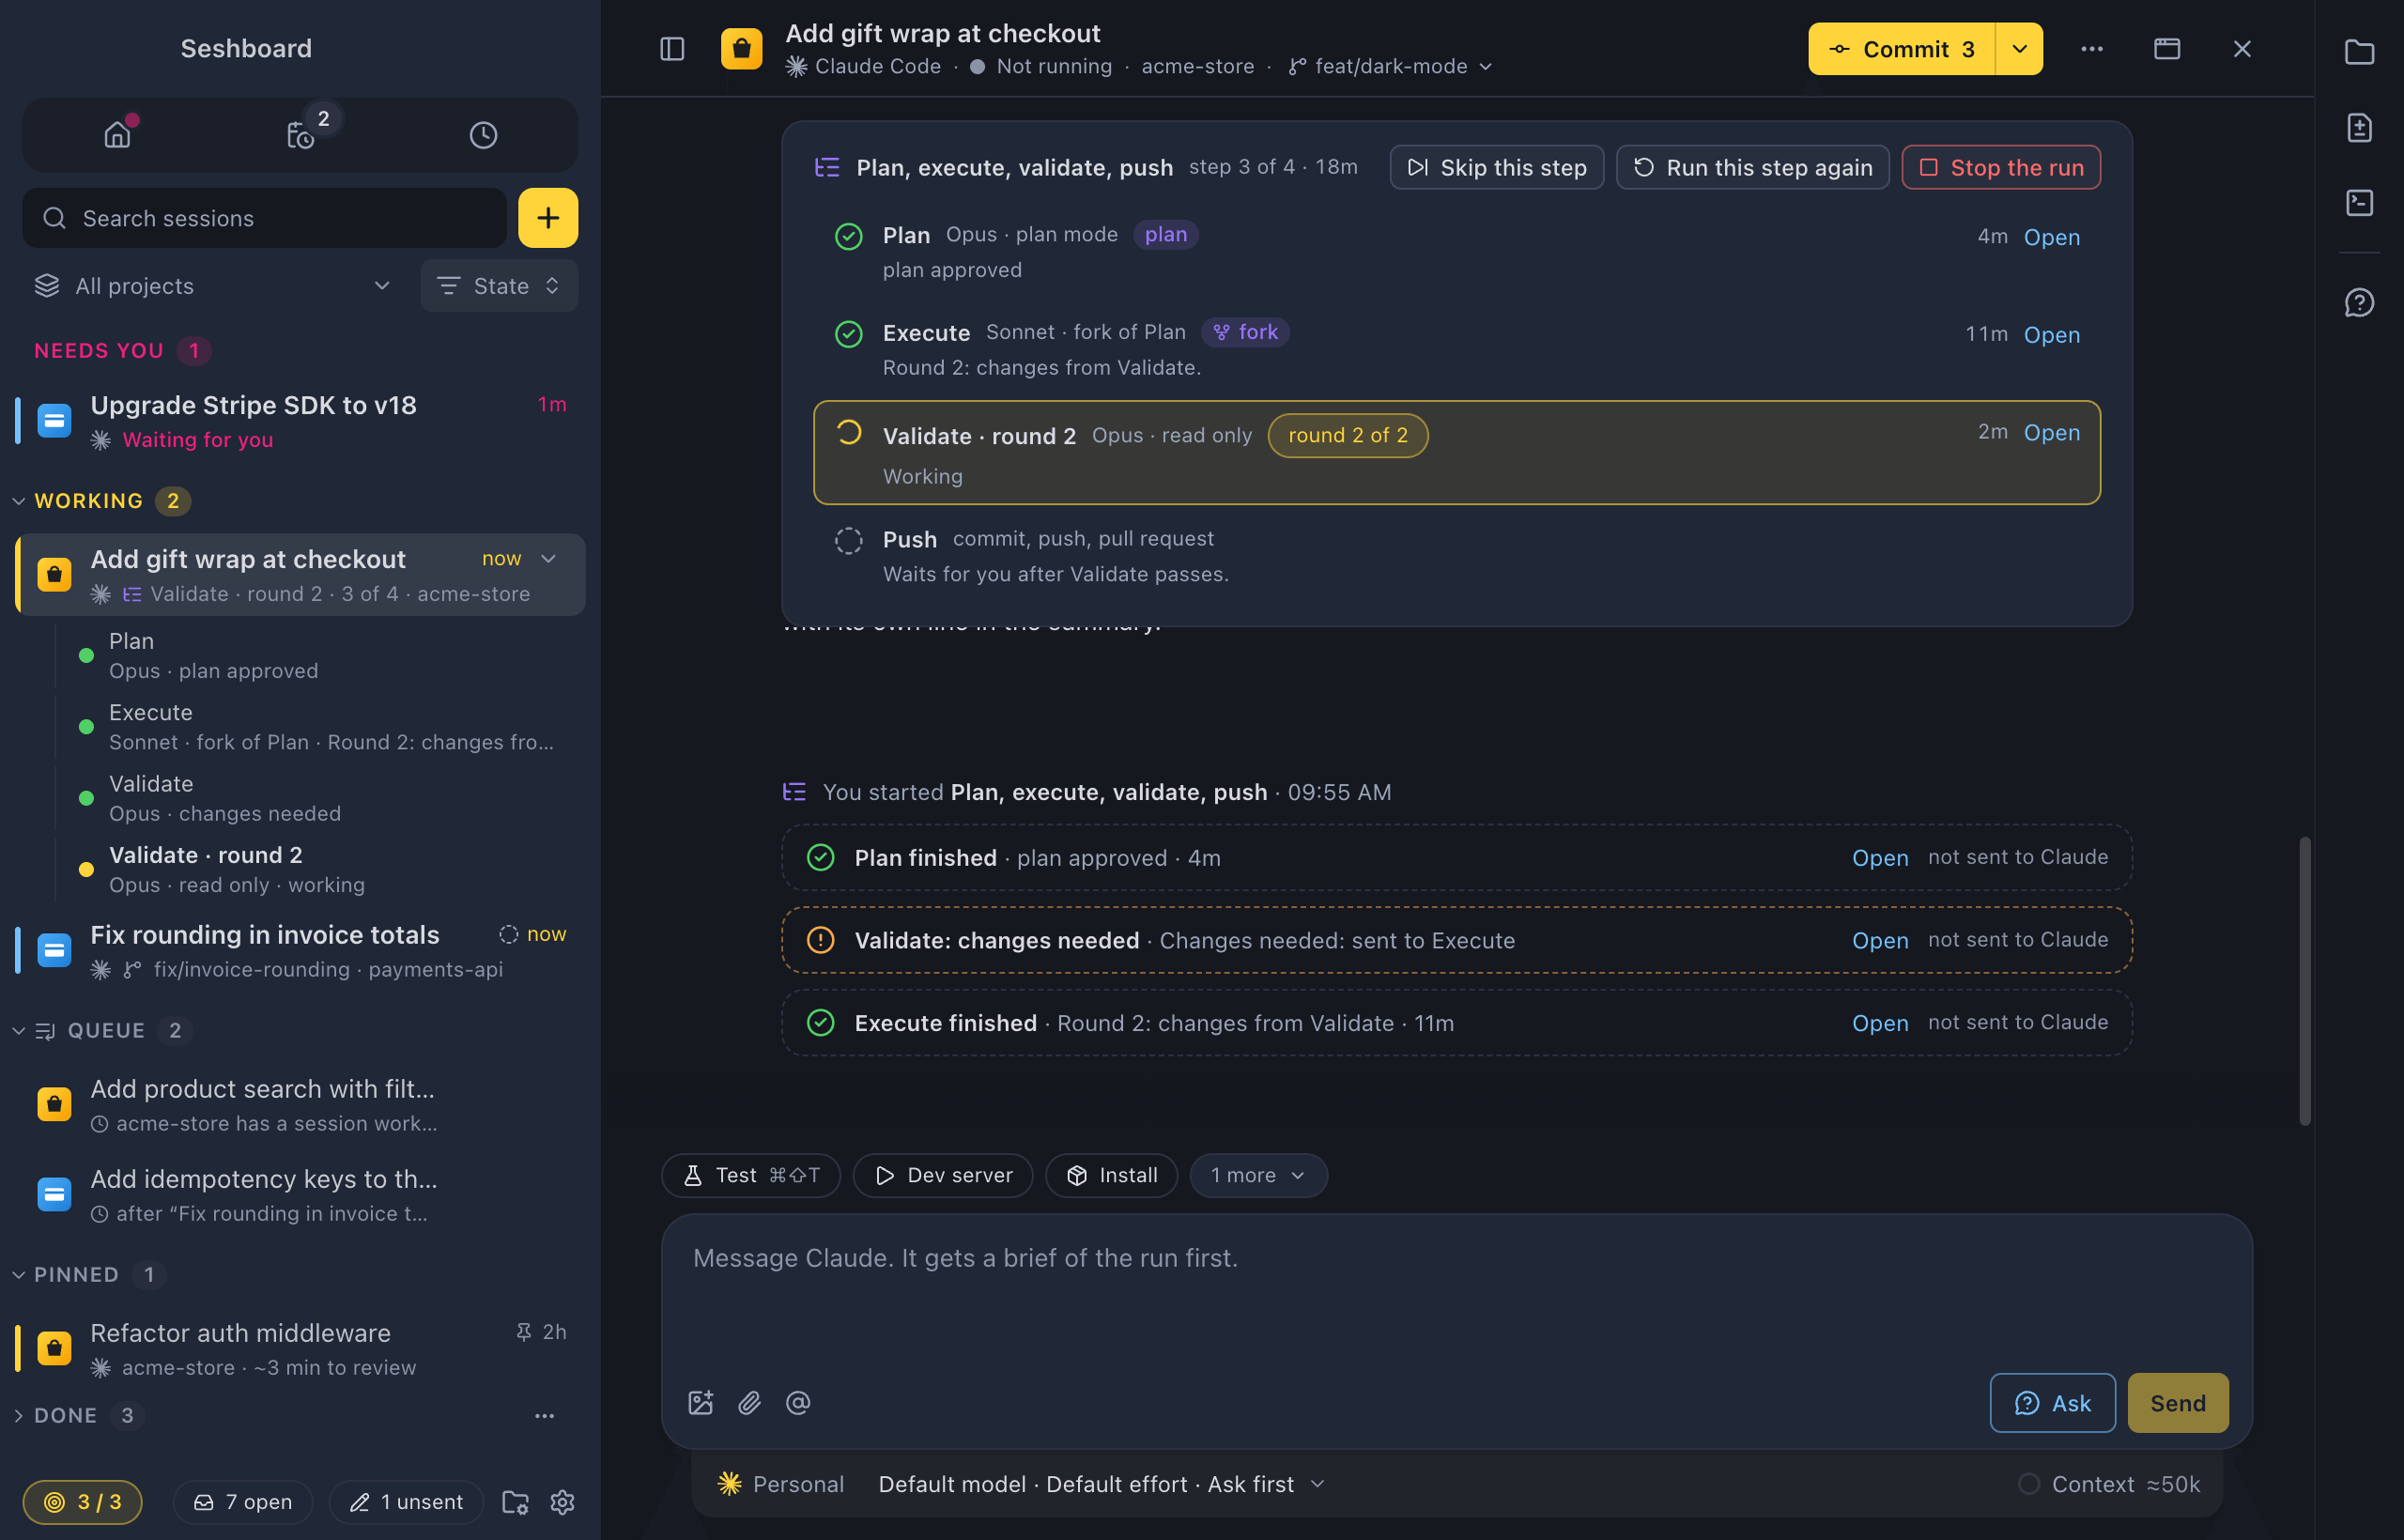 Seshboard
2
Search sessions
All projects
State
NEEDS YOU 1
Upgrade Stripe SDK to v18 1m
Waiting for you
WORKING 2
Add gift wrap at checkout now
Validate · round 2 · 3 of 4 · acme-store
Plan
Opus · plan approved
Execute
Sonnet · fork of Plan · Round 2: changes fro...
Validate
Opus · changes needed
Validate · round 2
Opus · read only · working
Fix rounding in invoice totals now
fix/invoice-rounding · payments-api
QUEUE 2
Add product search with filt...
acme-store has a session work...
Add idempotency keys to th...
after “Fix rounding in invoice t...
PINNED 1
Refactor auth middleware 2h
acme-store · ~3 min to review
DONE 3
3 / 3
7 open
1 unsent
Add gift wrap at checkout
Claude Code · Not running · acme-store · feat/dark-mode
Commit 3
Plan, execute, validate, push step 3 of 4 · 18m
Skip this step
Run this step again
Stop the run
Plan Opus · plan mode plan 4m Open
plan approved
Execute Sonnet · fork of Plan fork 11m Open
Round 2: changes from Validate.
Validate · round 2 Opus · read only round 2 of 2 2m Open
Working
Push commit, push, pull request
Waits for you after Validate passes.
with its own line in the summary.
You started Plan, execute, validate, push · 09:55 AM
Plan finished · plan approved · 4m Open not sent to Claude
Validate: changes needed · Changes needed: sent to Execute Open not sent to Claude
Execute finished · Round 2: changes from Validate · 11m Open not sent to Claude
Test ⌘⇧T
Dev server
Install
1 more
Message Claude. It gets a brief of the run first.
Ask
Send
Personal Default model · Default effort · Ask first
Context ≈50k